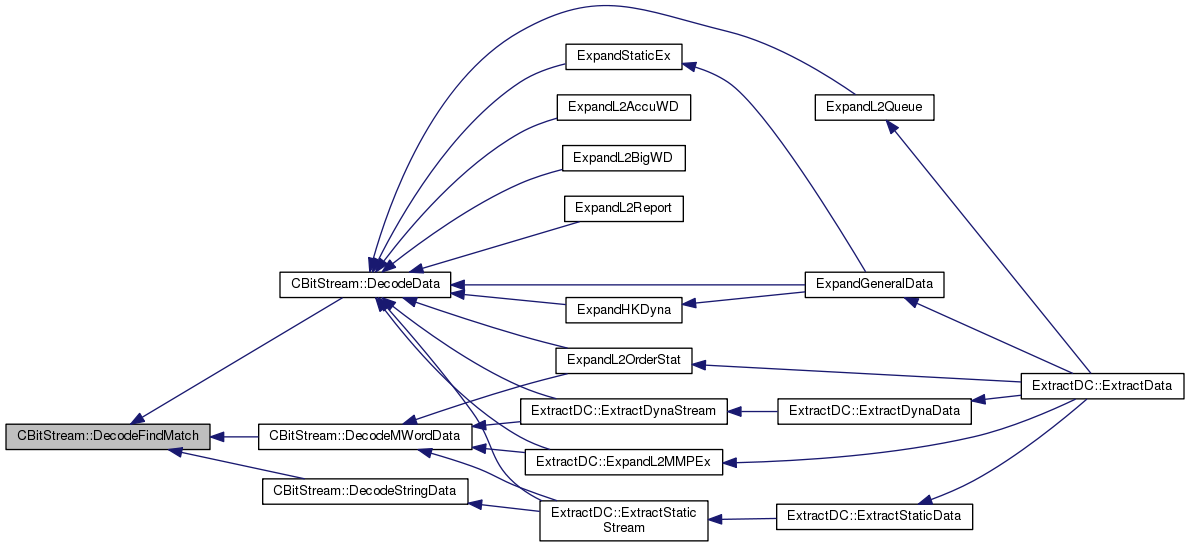 ExpandStaticEx
ExpandL2AccuWD
ExpandL2Queue
ExpandL2BigWD
ExpandL2Report
CBitStream::DecodeData
ExpandGeneralData
ExpandHKDyna
ExpandL2OrderStat
ExtractDC::ExtractData
ExtractDC::ExtractDynaStream
ExtractDC::ExtractDynaData
CBitStream::DecodeFindMatch
CBitStream::DecodeMWordData
ExtractDC::ExpandL2MMPEx
CBitStream::DecodeStringData
ExtractDC::ExtractStatic
Stream
ExtractDC::ExtractStaticData